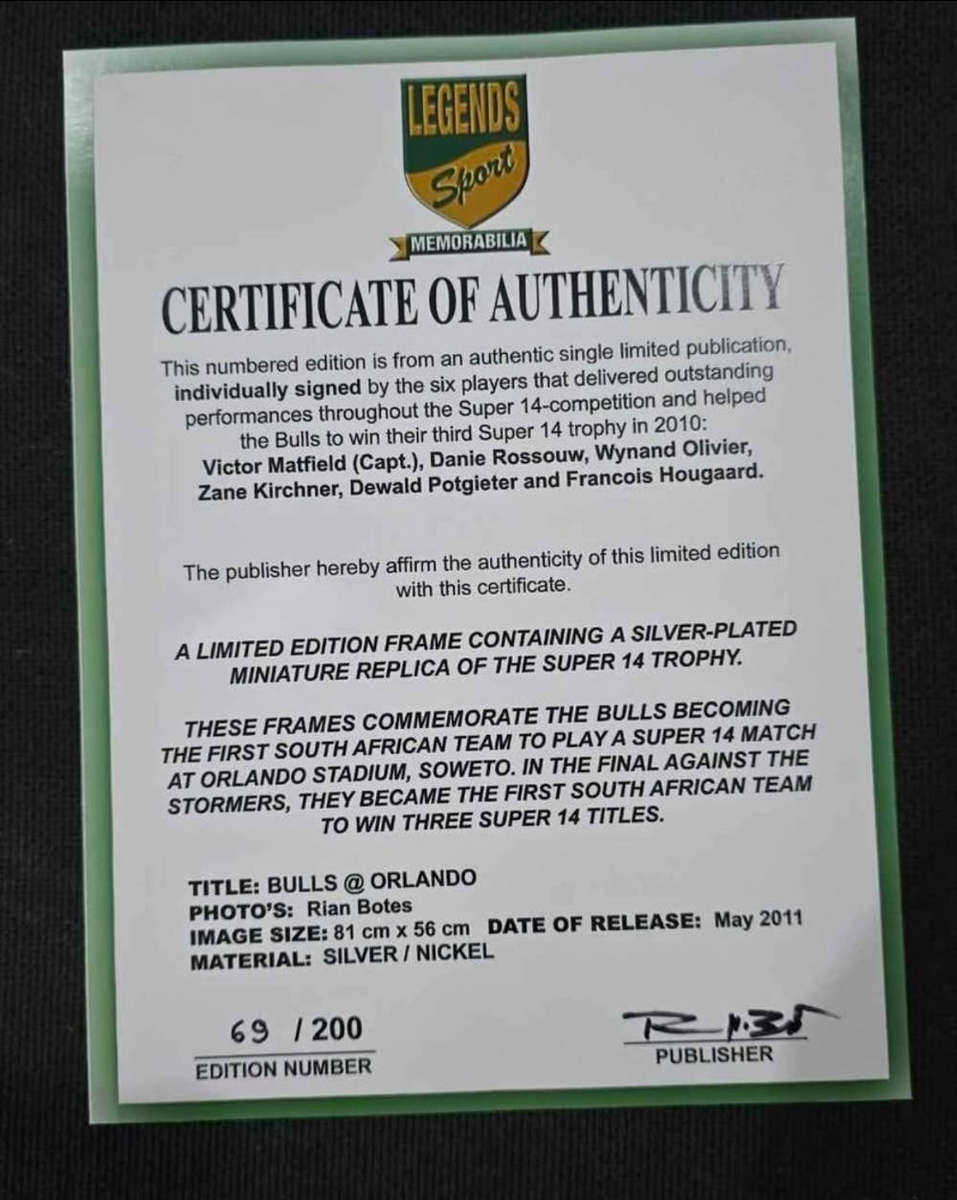 LEGENDS
Sport
MEMORABILIA
CERTIFICATE OF AUTHENTICITY
This numbered edition is from an authentic single limited publication,
individually signed by the six players that delivered outstanding
performances throughout the Super 14-competition and helped
the Bulls to win their third Super 14 trophy in 2010:
Victor Matfield (Capt.), Danie Rossouw, Wynand Olivier,
Zane Kirchner, Dewald Potgieter and Francois Hougaard.
The publisher hereby affirm the authenticity of this limited edition
with this certificate.
A LIMITED EDITION FRAME CONTAINING A SILVER-PLATED
MINIATURE REPLICA OF THE SUPER 14 TROPHY.
THESE FRAMES COMMEMORATE THE BULLS BECOMING
THE FIRST SOUTH AFRICAN TEAM TO PLAY A SUPER 14 MATCH
AT ORLANDO STADIUM, SOWETO. IN THE FINAL AGAINST THE
STORMERS, THEY BECAME THE FIRST SOUTH AFRICAN TEAM
TO WIN THREE SUPER 14 TITLES.
TITLE: BULLS @ ORLANDO
PHOTO'S: Rian Botes
IMAGE SIZE: 81 cm x 56 cm DATE OF RELEASE: May 2011
MATERIAL: SILVER / NICKEL
69 / 200
EDITION NUMBER
PUBLISHER